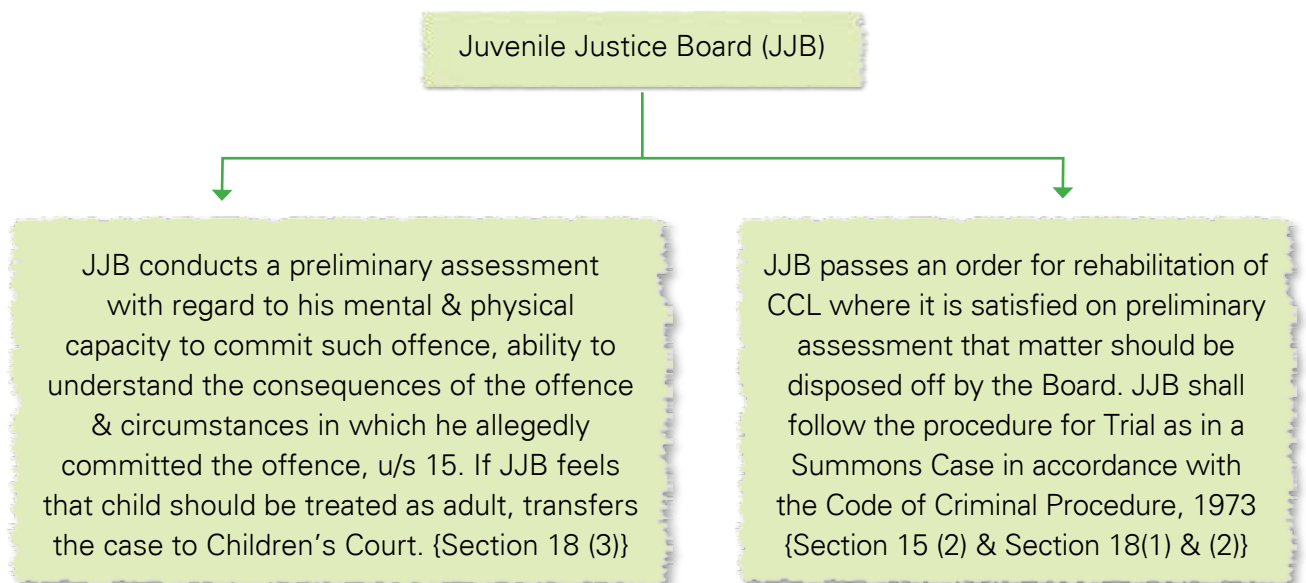 Juvenile Justice Board (JJB)
JJB conducts a preliminary assessment
with regard to his mental & physical
capacity to commit such offence, ability to
understand the consequences of the offence
& circumstances in which he allegedly
committed the offence, u/s 15. If JJB feels
that child should be treated as adult, transfers
the case to Children's Court. {Section 18 (3)}
JJB passes an order for rehabilitation of
CCL where it is satisfied on preliminary
assessment that matter should be
disposed off by the Board. JJB shall
follow the procedure for Trial as in a
Summons Case in accordance with
the Code of Criminal Procedure, 1973
{Section 15 (2) & Section 18(1) & (2)}